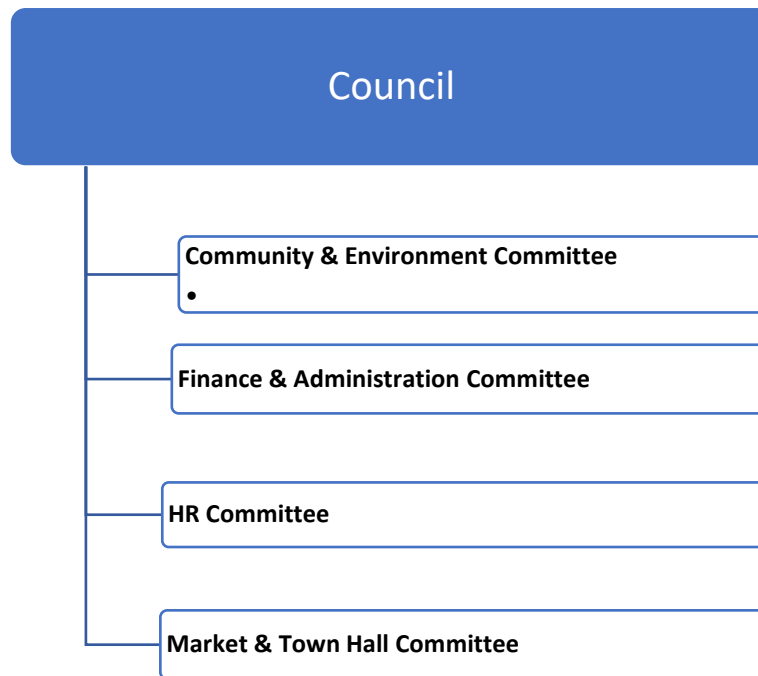 Council
Community & Environment Committee
•
Finance & Administration Committee
HR Committee
Market & Town Hall Committee